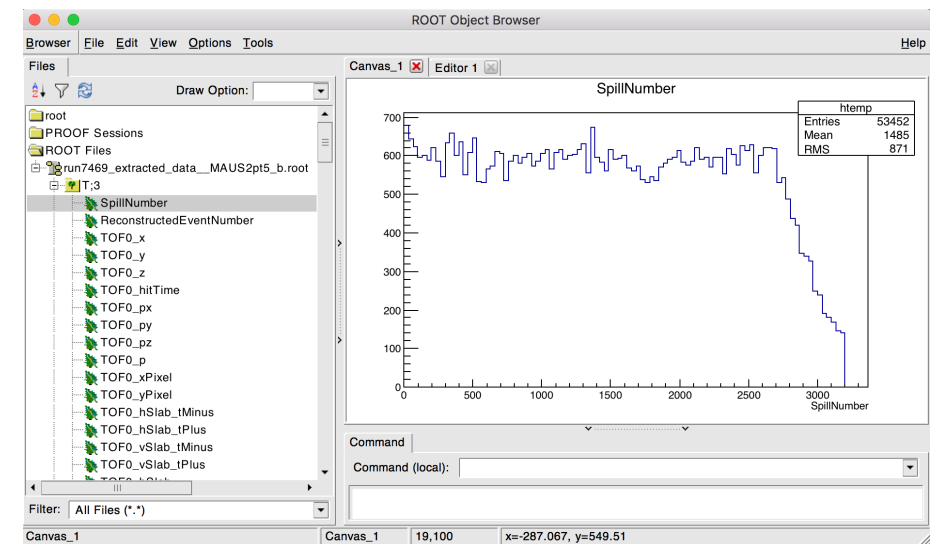 ROOT Object Browser
Browser File Edit View Options Tools Help
Files
Draw Option:
root
PROOF Sessions
ROOT Files
run7469_extracted_data__MAUS2pt5_b.root
T;3
SpillNumber
ReconstructedEventNumber
TOF0_x
TOF0_y
TOF0_z
TOF0_hitTime
TOF0_px
TOF0_py
TOF0_pz
TOF0_p
TOF0_xPixel
TOF0_yPixel
TOF0_hSlab_tMinus
TOF0_hSlab_tPlus
TOF0_vSlab_tMinus
TOF0_vSlab_tPlus
Filter: All Files (*.*)
Canvas_1 Editor 1
SpillNumber
htemp
Entries 53452
Mean 1485
RMS 871
700
600
500
400
300
200
100
0
0 500 1000 1500 2000 2500 3000
SpillNumber
Command
Command (local):
Canvas_1 Canvas_1 19,100 x=-287.067, y=549.51